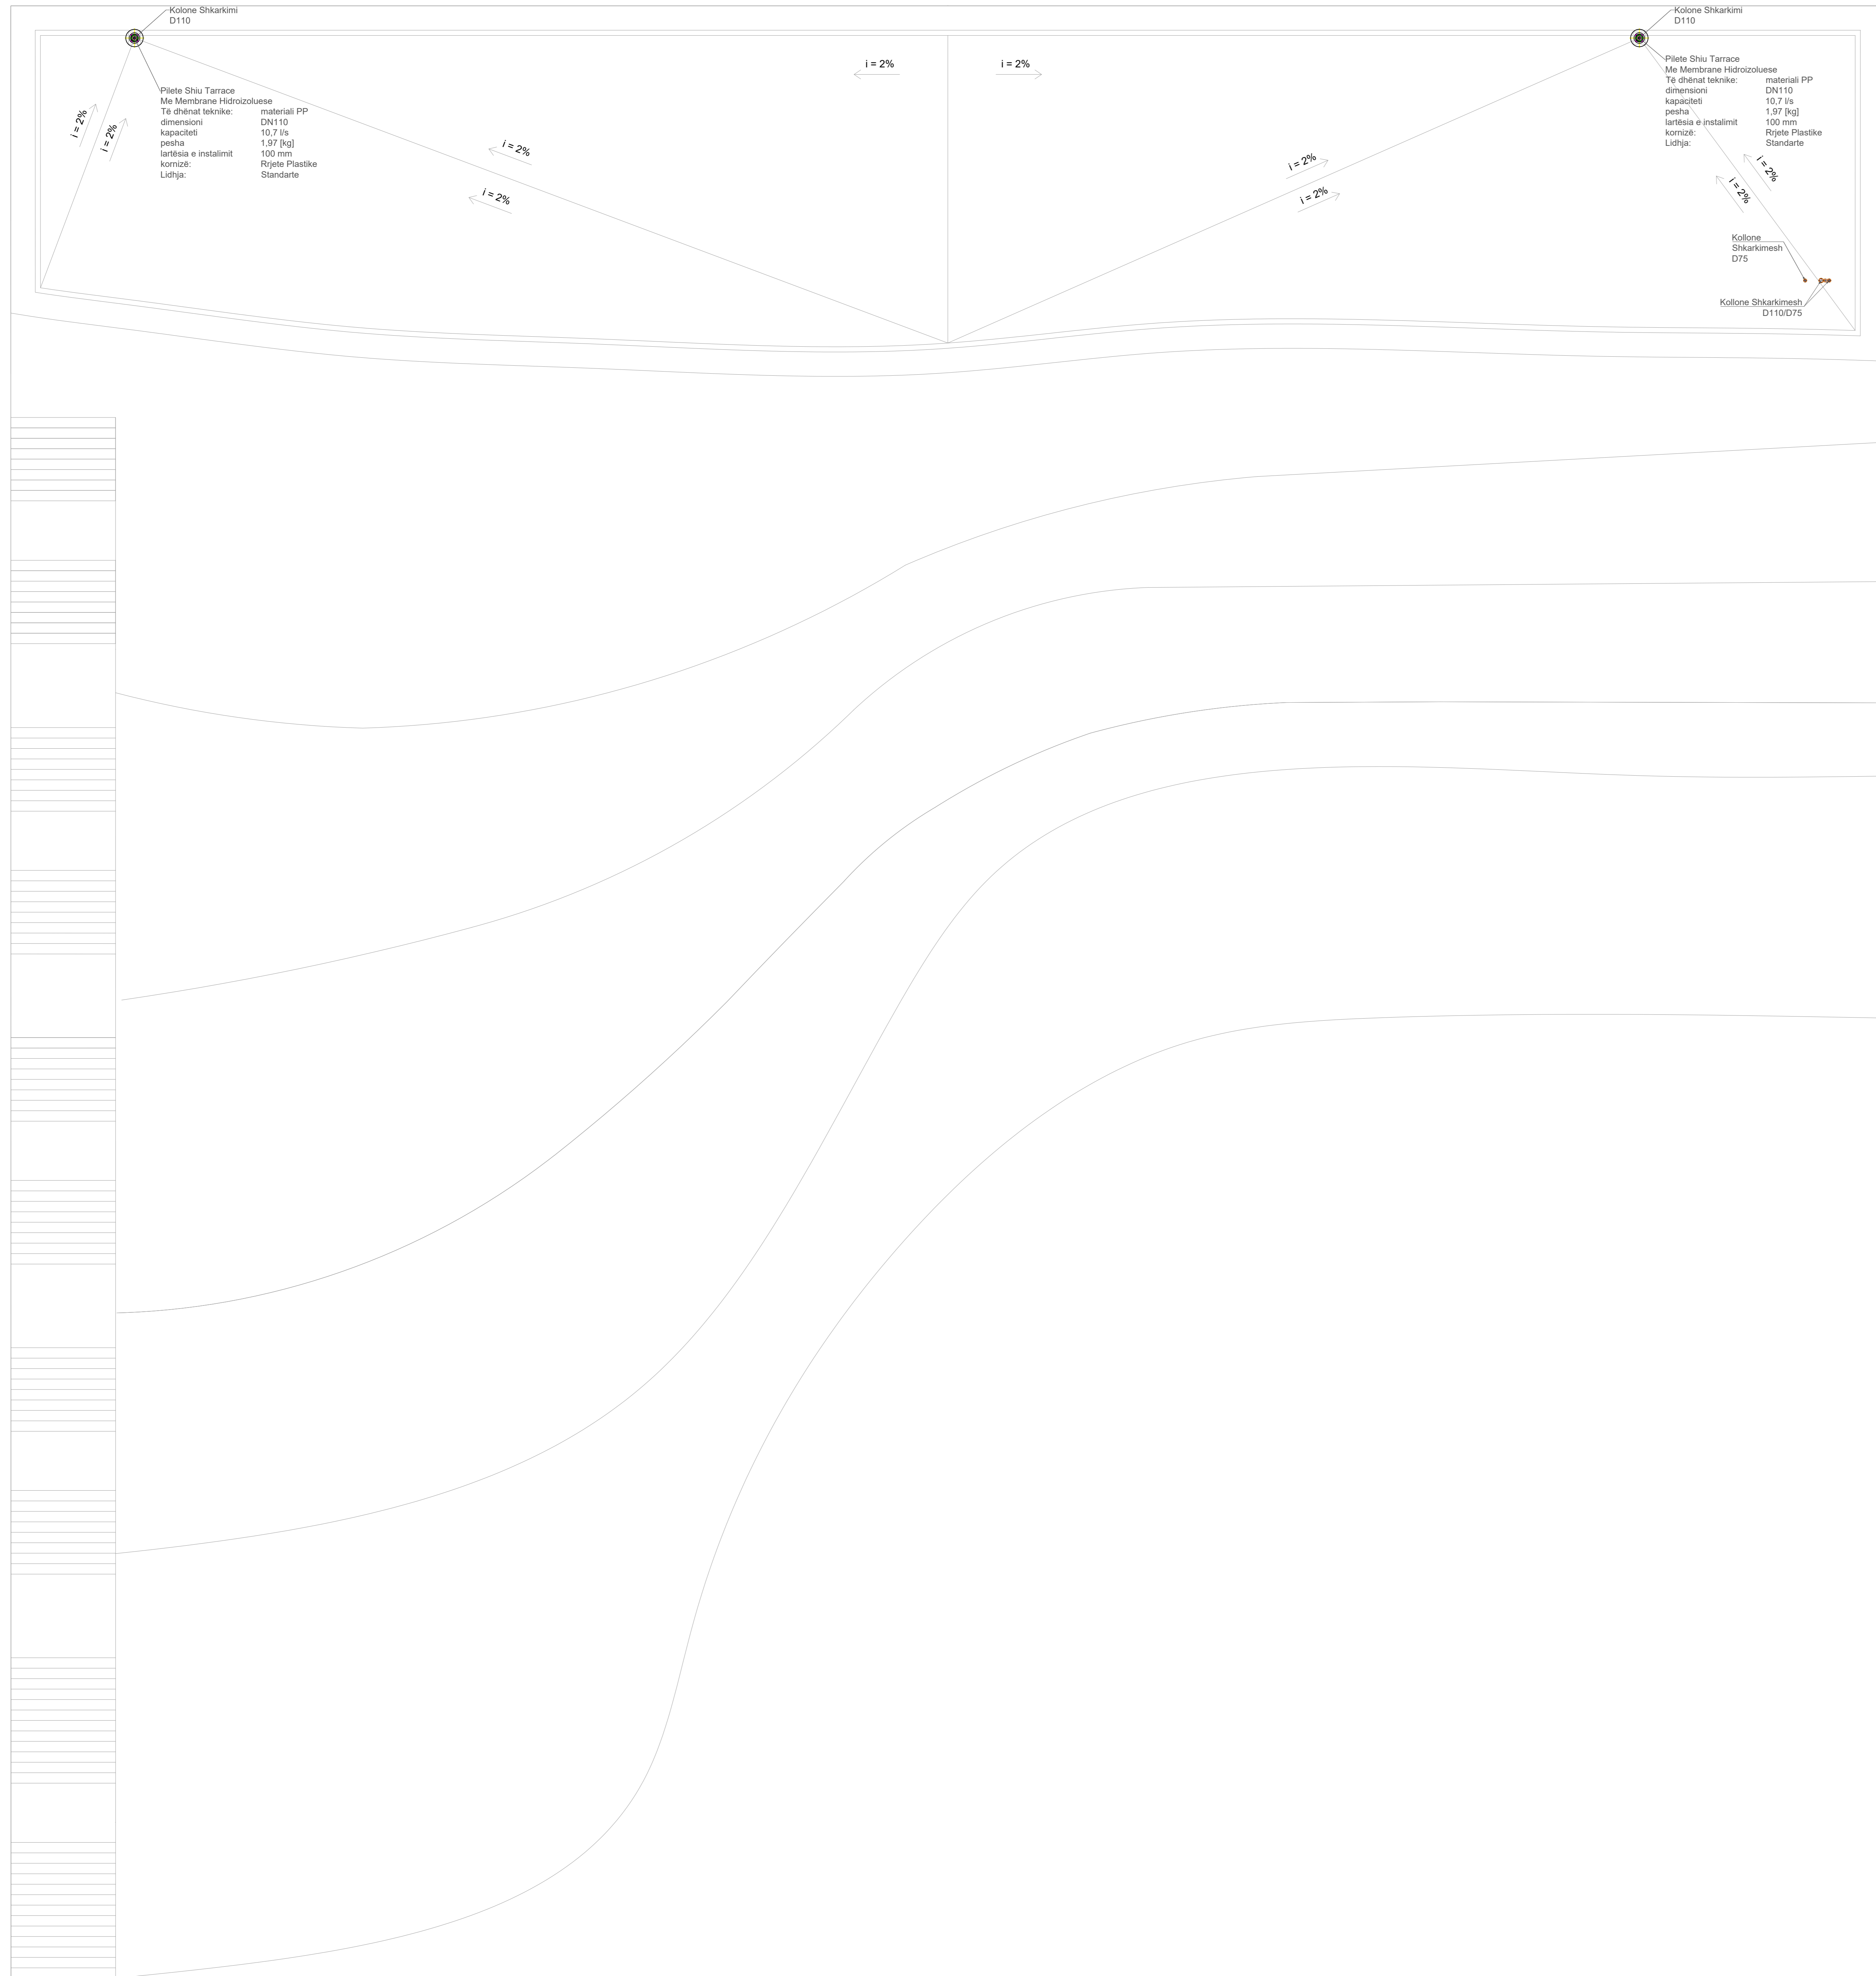 Kolone Shkarkimi
D110
Kolone Shkarkimi
D110
i = 2%
i = 2%
Pilete Shiu Tarrace
Me Membrane Hidroizoluese
Të dhënat teknike: materiali PP
dimensioni DN110
kapaciteti 10,7 l/s
pesha 1,97 [kg]
lartësia e instalimit 100 mm
kornizë: Rrjete Plastike
Lidhja: Standarte
Pilete Shiu Tarrace
Me Membrane Hidroizoluese
Të dhënat teknike: materiali PP
dimensioni DN110
kapaciteti 10,7 l/s
pesha 1,97 [kg]
lartësia e instalimit 100 mm
kornizë: Rrjete Plastike
Lidhja: Standarte
i = 2%
i = 2%
i = 2%
i = 2%
i = 2%
i = 2%
i = 2%
i = 2%
Kollone
Shkarkimesh
D75
Kollone Shkarkimesh
D110/D75